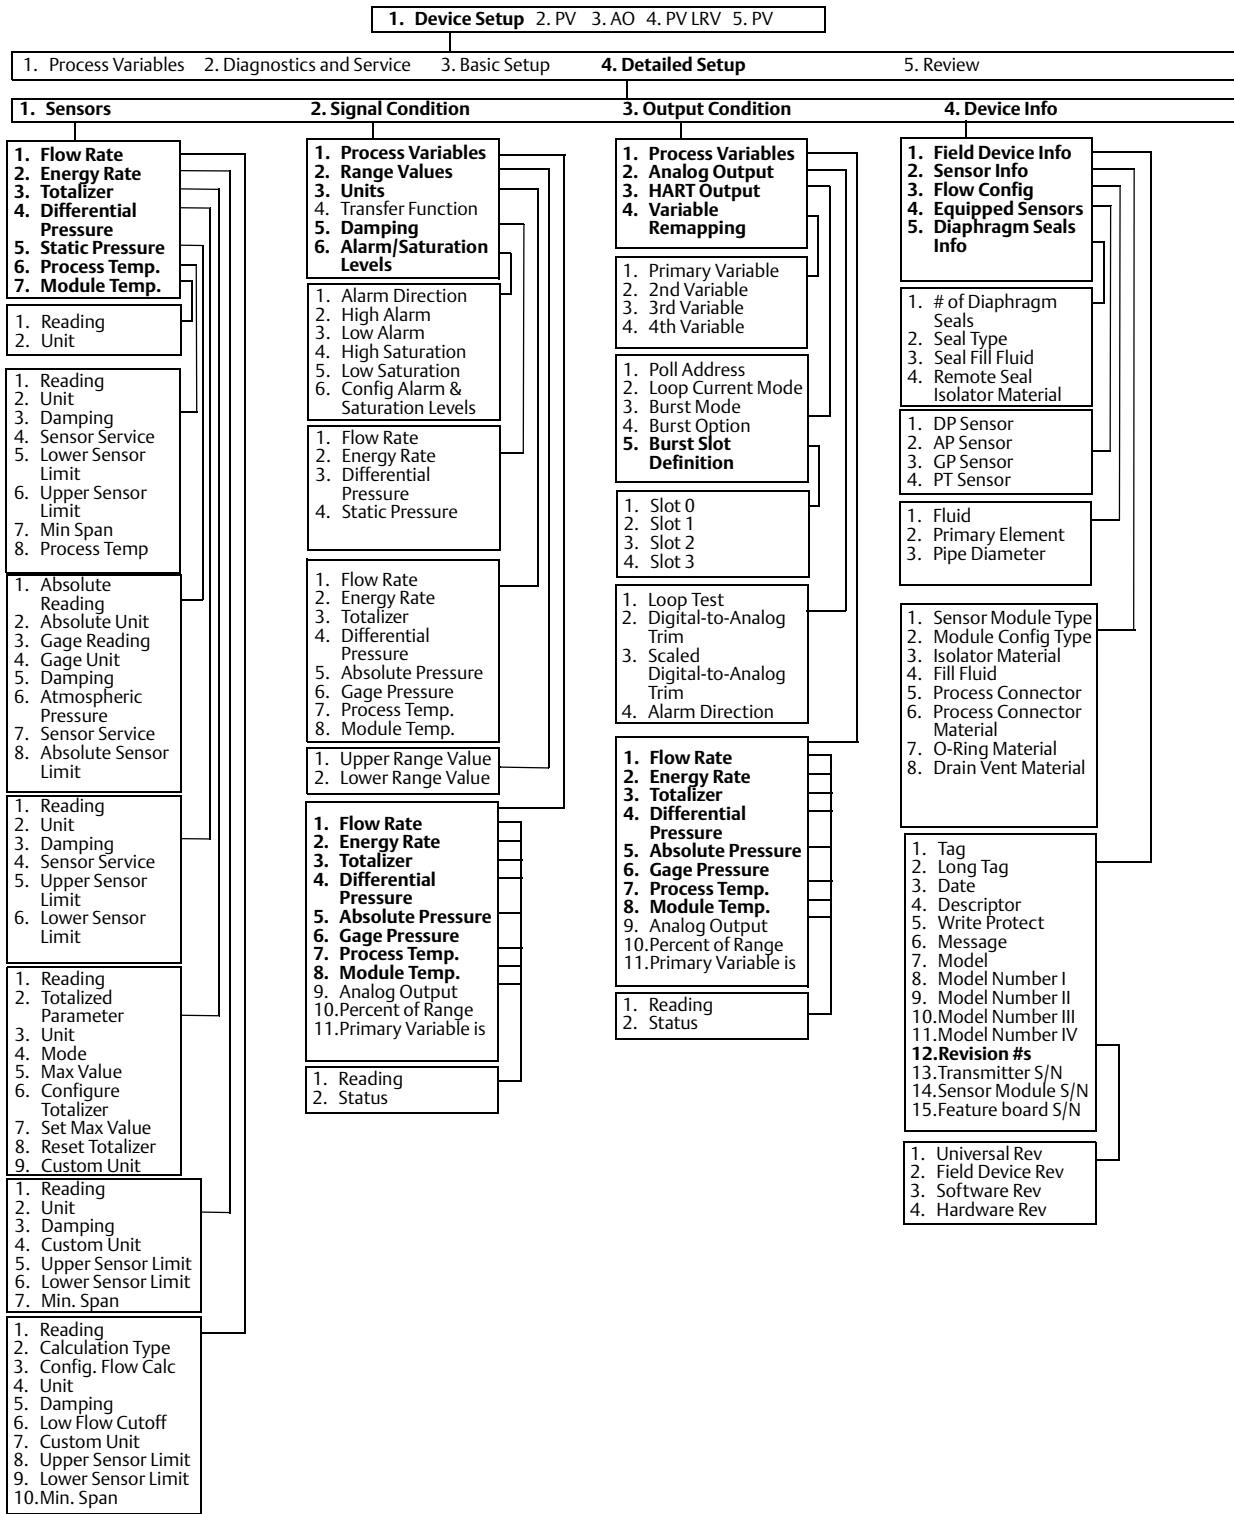 1. Device Setup 2. PV 3. AO 4. PV LRV 5. PV
1. Process Variables 2. Diagnostics and Service 3. Basic Setup 4. Detailed Setup 5. Review
1. Sensors 2. Signal Condition 3. Output Condition 4. Device Info
1. Flow Rate
2. Energy Rate
3. Totalizer
4. Differential
Pressure
5. Static Pressure
6. Process Temp.
7. Module Temp.
1. Reading
2. Unit
1. Reading
2. Unit
3. Damping
4. Sensor Service
5. Lower Sensor
Limit
6. Upper Sensor
Limit
7. Min Span
8. Process Temp
1. Absolute
Reading
2. Absolute Unit
3. Gage Reading
4. Gage Unit
5. Damping
6. Atmospheric
Pressure
7. Sensor Service
8. Absolute Sensor
Limit
1. Reading
2. Unit
3. Damping
4. Sensor Service
5. Upper Sensor
Limit
6. Lower Sensor
Limit
1. Reading
2. Totalized
Parameter
3. Unit
4. Mode
5. Max Value
6. Configure
Totalizer
7. Set Max Value
8. Reset Totalizer
9. Custom Unit
1. Reading
2. Unit
3. Damping
4. Custom Unit
5. Upper Sensor Limit
6. Lower Sensor Limit
7. Min. Span
1. Reading
2. Calculation Type
3. Config. Flow Calc
4. Unit
5. Damping
6. Low Flow Cutoff
7. Custom Unit
8. Upper Sensor Limit
9. Lower Sensor Limit
10.Min. Span
1. Process Variables
2. Range Values
3. Units
4. Transfer Function
5. Damping
6. Alarm/Saturation
Levels
1. Alarm Direction
2. High Alarm
3. Low Alarm
4. High Saturation
5. Low Saturation
6. Config Alarm &
Saturation Levels
1. Flow Rate
2. Energy Rate
3. Differential
Pressure
4. Static Pressure
1. Flow Rate
2. Energy Rate
3. Totalizer
4. Differential
Pressure
5. Absolute Pressure
6. Gage Pressure
7. Process Temp.
8. Module Temp.
1. Upper Range Value
2. Lower Range Value
1. Flow Rate
2. Energy Rate
3. Totalizer
4. Differential
Pressure
5. Absolute Pressure
6. Gage Pressure
7. Process Temp.
8. Module Temp.
9. Analog Output
10.Percent of Range
11.Primary Variable is
1. Reading
2. Status
1. Process Variables
2. Analog Output
3. HART Output
4. Variable
Remapping
1. Primary Variable
2. 2nd Variable
3. 3rd Variable
4. 4th Variable
1. Poll Address
2. Loop Current Mode
3. Burst Mode
4. Burst Option
5. Burst Slot
Definition
1. Slot 0
2. Slot 1
3. Slot 2
4. Slot 3
1. Loop Test
2. Digital-to-Analog
Trim
3. Scaled
Digital-to-Analog
Trim
4. Alarm Direction
1. Flow Rate
2. Energy Rate
3. Totalizer
4. Differential
Pressure
5. Absolute Pressure
6. Gage Pressure
7. Process Temp.
8. Module Temp.
9. Analog Output
10.Percent of Range
11.Primary Variable is
1. Reading
2. Status
1. Field Device Info
2. Sensor Info
3. Flow Config
4. Equipped Sensors
5. Diaphragm Seals
Info
1. # of Diaphragm
Seals
2. Seal Type
3. Seal Fill Fluid
4. Remote Seal
Isolator Material
1. DP Sensor
2. AP Sensor
3. GP Sensor
4. PT Sensor
1. Fluid
2. Primary Element
3. Pipe Diameter
1. Sensor Module Type
2. Module Config Type
3. Isolator Material
4. Fill Fluid
5. Process Connector
6. Process Connector
Material
7. O-Ring Material
8. Drain Vent Material
1. Tag
2. Long Tag
3. Date
4. Descriptor
5. Write Protect
6. Message
7. Model
8. Model Number I
9. Model Number II
10.Model Number III
11.Model Number IV
12.Revision #s
13.Transmitter S/N
14.Sensor Module S/N
15.Feature board S/N
1. Universal Rev
2. Field Device Rev
3. Software Rev
4. Hardware Rev